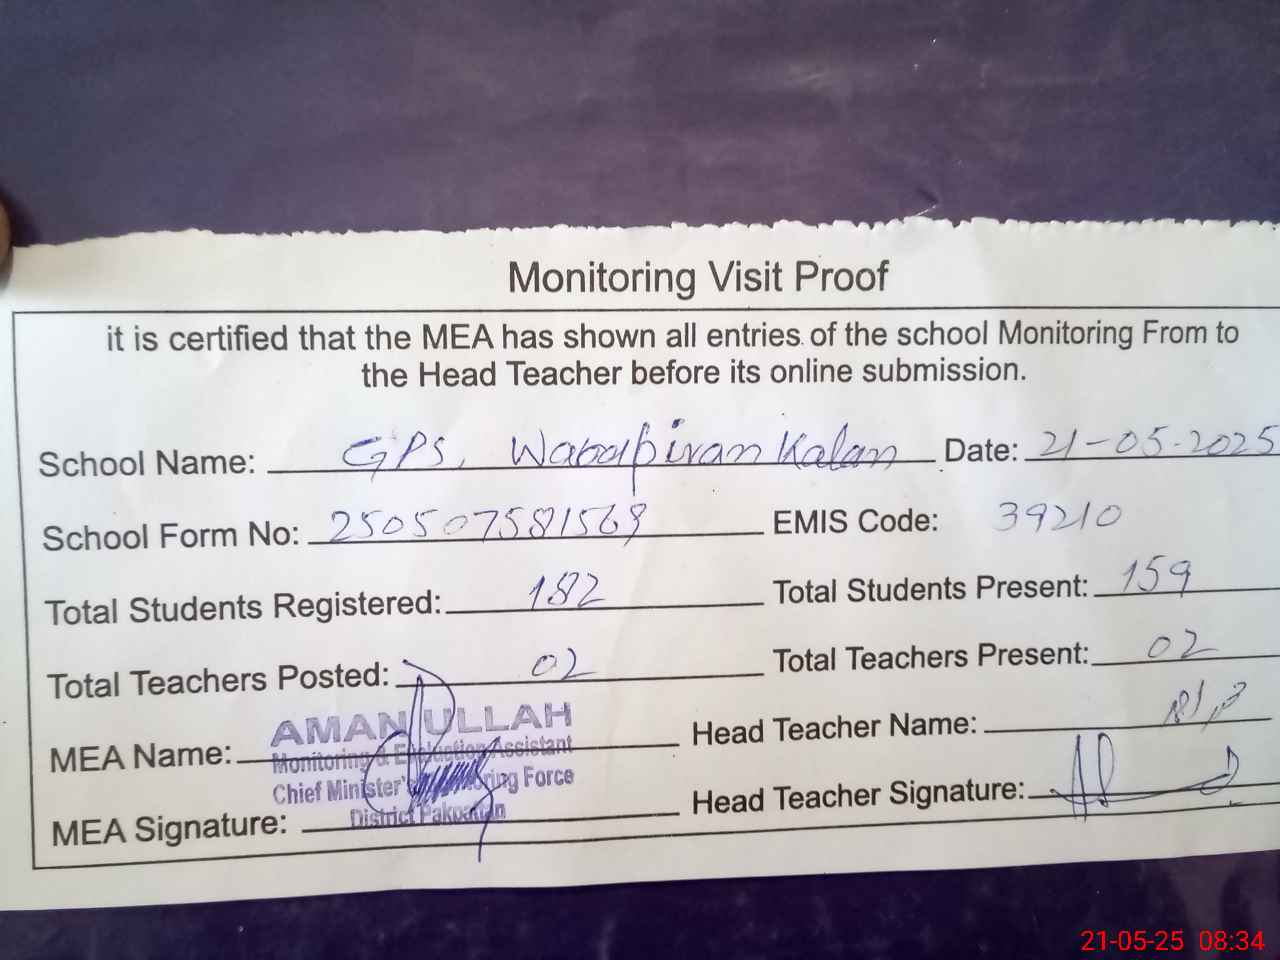 Monitoring Visit Proof
it is certified that the MEA has shown all entries of the school Monitoring From to
the Head Teacher before its online submission.
School Name: GPS, Wabalpiran Kalan Date: 21-05-2025
School Form No: 250507581569 EMIS Code: 39210
Total Students Registered: 182 Total Students Present: 159
Total Teachers Posted: 02 Total Teachers Present: 02
MEA Name: AMAN ULLAH Head Teacher Name:
Monitoring & Evaluation Assistant
Chief Minister's Monitoring Force
District Pakpattan
MEA Signature: Head Teacher Signature:
21-05-25 08:34